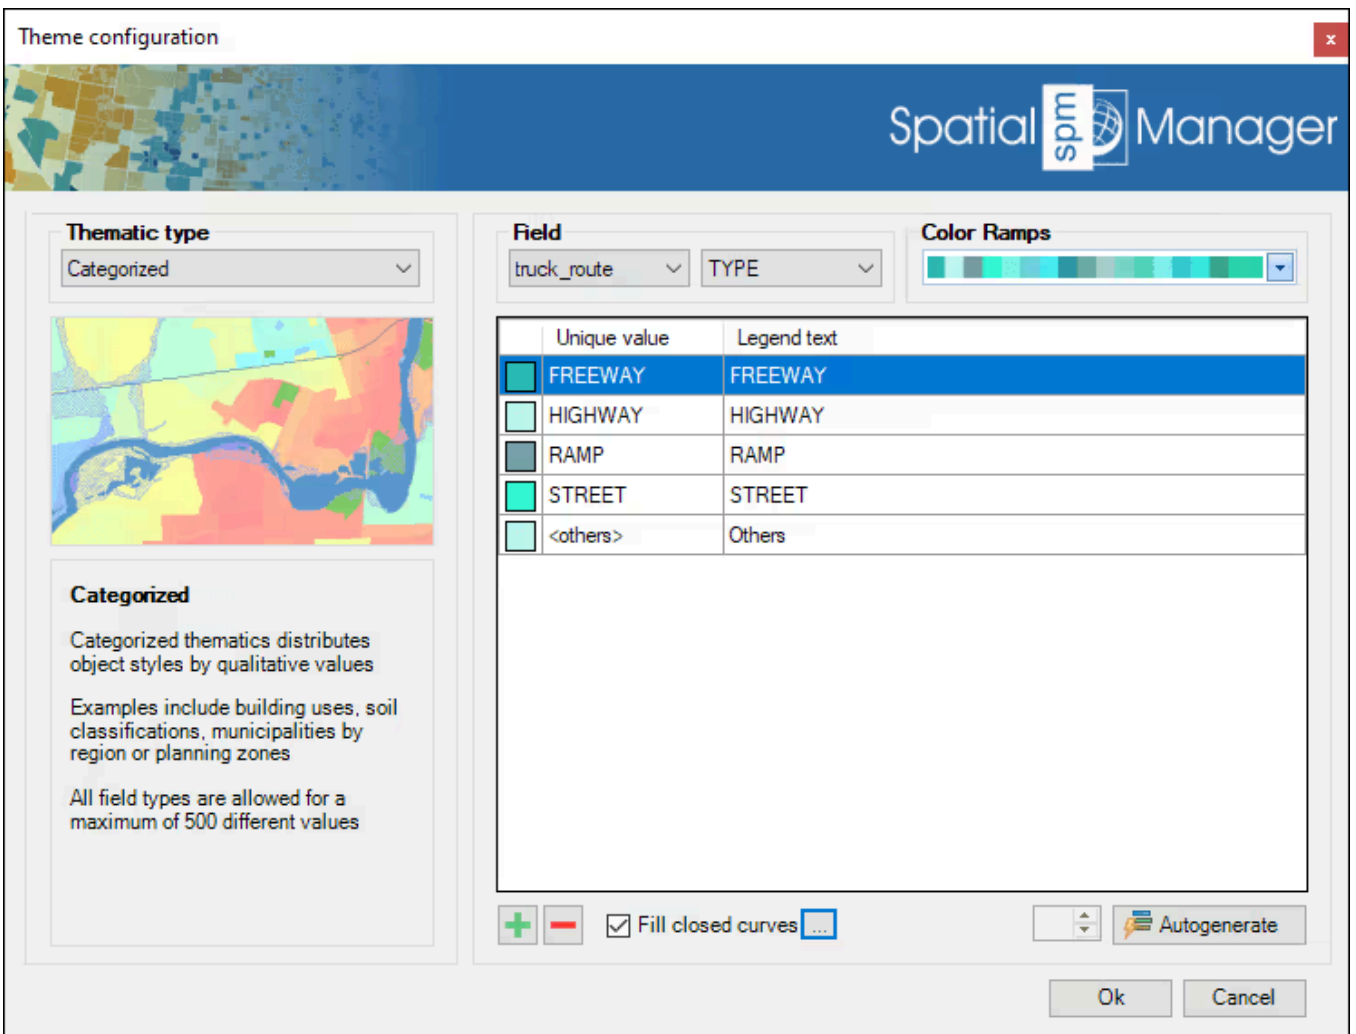 Theme configuration
x
Spatial spm Manager
Thematic type
Categorized
Field
truck_route
TYPE
Color Ramps
Unique value Legend text
FREEWAY FREEWAY
HIGHWAY HIGHWAY
RAMP RAMP
STREET STREET
<others> Others
Categorized
Categorized thematics distributes
object styles by qualitative values
Examples include building uses, soil
classifications, municipalities by
region or planning zones
All field types are allowed for a
maximum of 500 different values
Fill closed curves ...
Autogenerate
Ok
Cancel